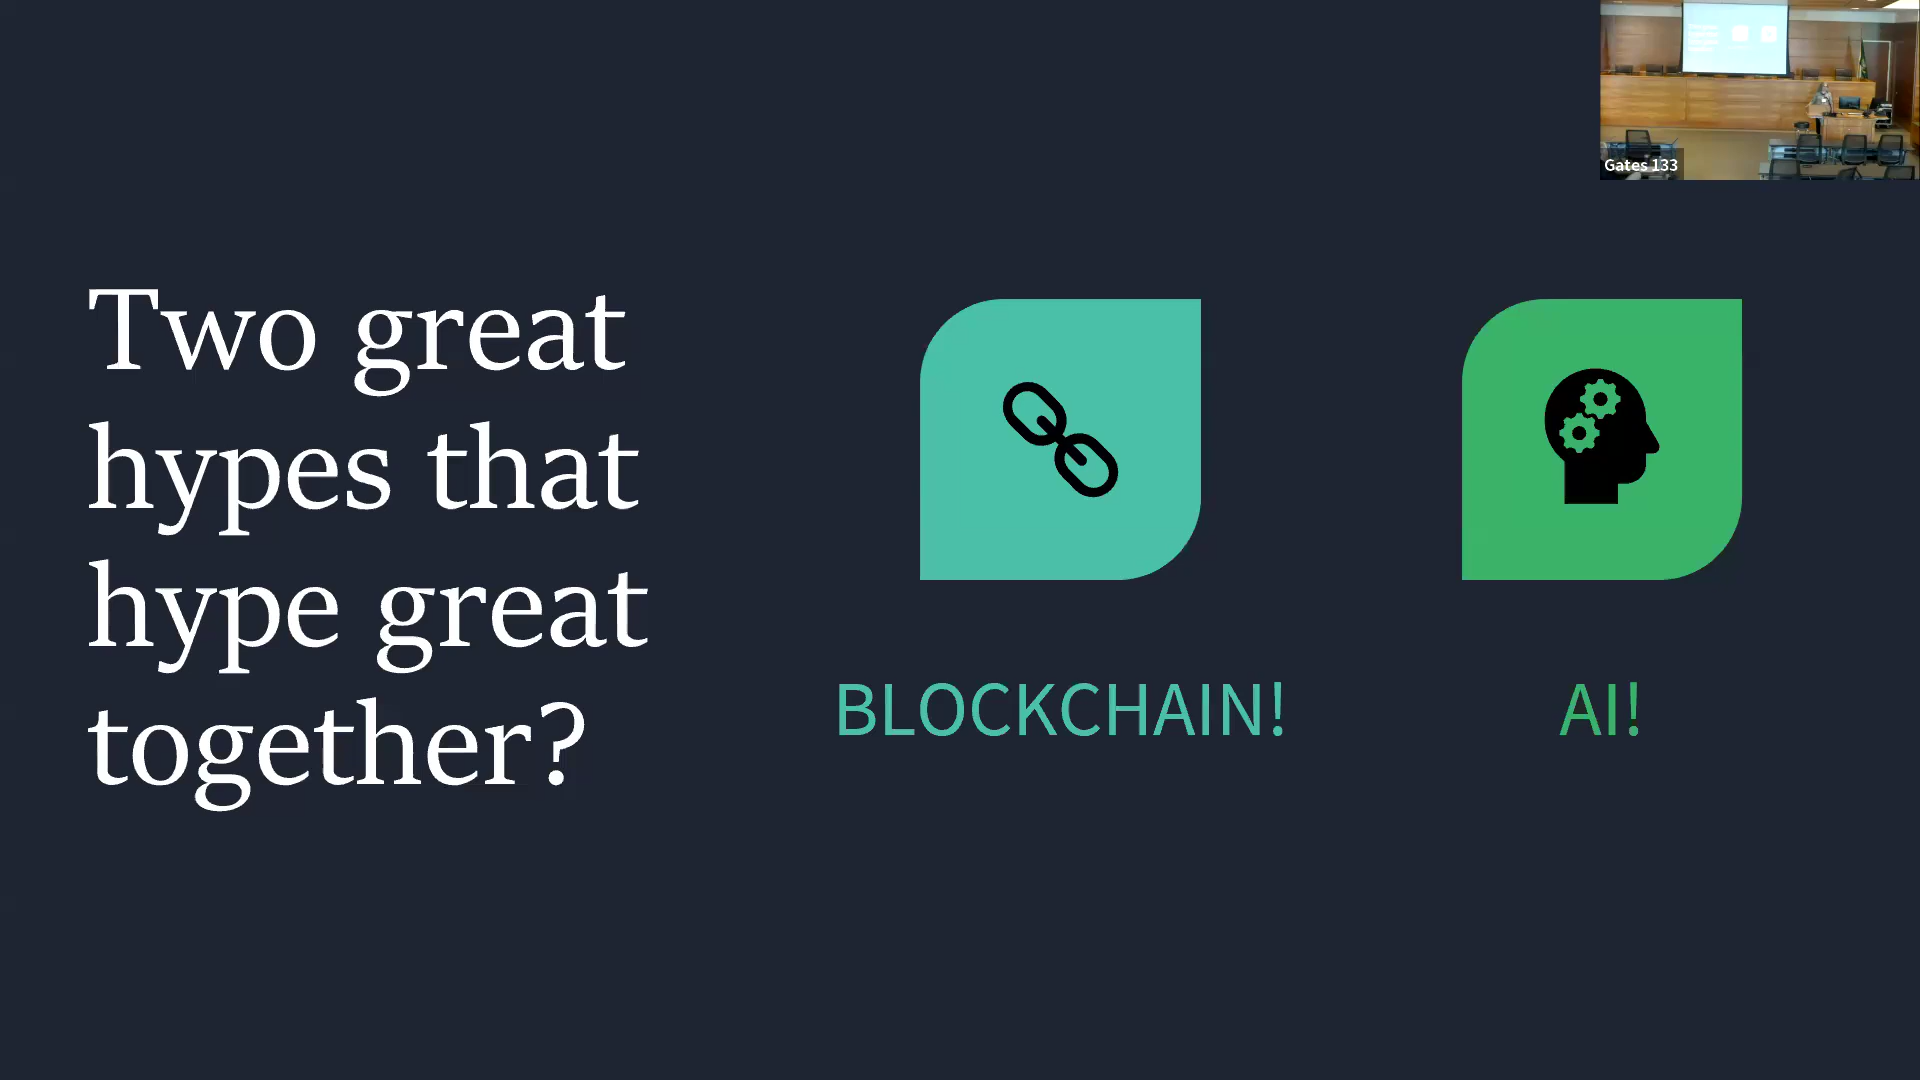 Two great
hypes that
hype great
together?
BLOCKCHAIN!
AI!
Gates 133